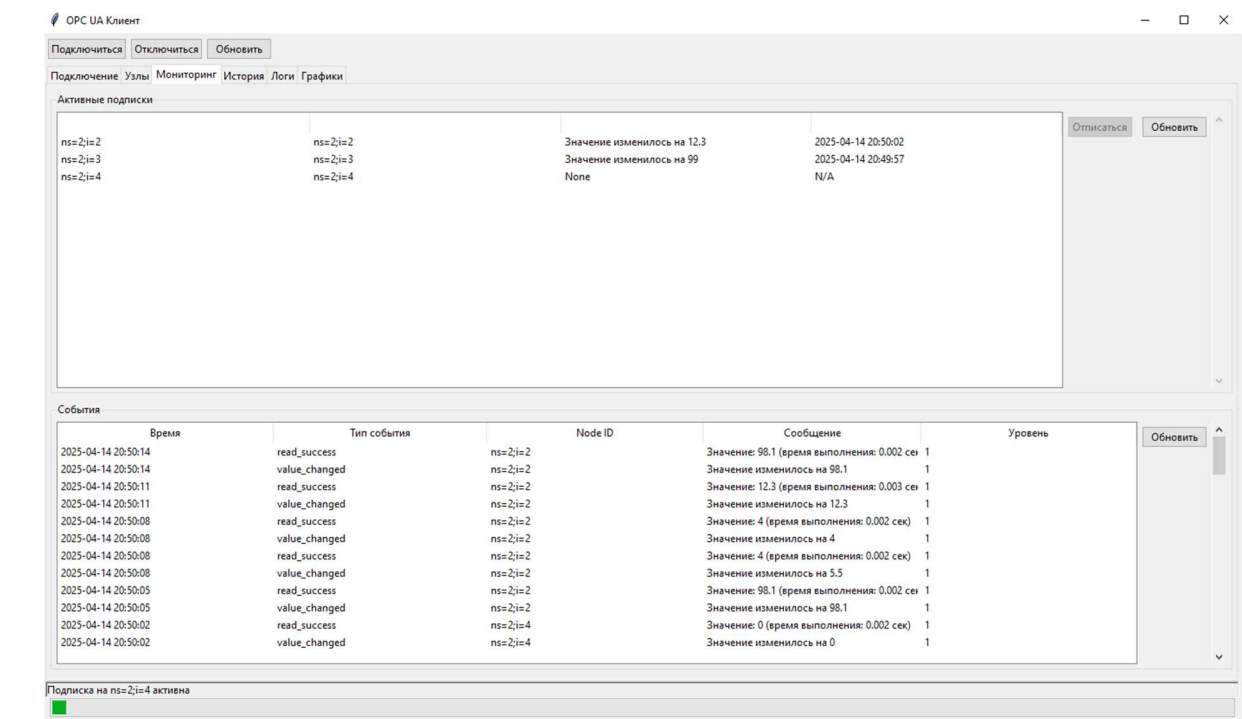 OPC UA Клиент
Подключиться Отключиться Обновить
Подключение Узлы Мониторинг История Логи Графики
Активные подписки
Отписаться Обновить
ns=2;i=2 ns=2;i=2 Значение изменилось на 12.3 2025-04-14 20:50:02
ns=2;i=3 ns=2;i=3 Значение изменилось на 99 2025-04-14 20:49:57
ns=2;i=4 ns=2;i=4 None N/A
События
Время Тип события Node ID Сообщение Уровень
Обновить
2025-04-14 20:50:14 read_success ns=2;i=2 Значение: 98.1 (время выполнения: 0.002 сек 1
2025-04-14 20:50:14 value_changed ns=2;i=2 Значение изменилось на 98.1 1
2025-04-14 20:50:11 read_success ns=2;i=2 Значение: 12.3 (время выполнения: 0.003 сек 1
2025-04-14 20:50:11 value_changed ns=2;i=2 Значение изменилось на 12.3 1
2025-04-14 20:50:08 read_success ns=2;i=2 Значение: 4 (время выполнения: 0.002 сек) 1
2025-04-14 20:50:08 value_changed ns=2;i=2 Значение изменилось на 4 1
2025-04-14 20:50:08 read_success ns=2;i=2 Значение: 4 (время выполнения: 0.002 сек) 1
2025-04-14 20:50:08 value_changed ns=2;i=2 Значение изменилось на 5.5 1
2025-04-14 20:50:05 read_success ns=2;i=2 Значение: 98.1 (время выполнения: 0.002 сек 1
2025-04-14 20:50:05 value_changed ns=2;i=2 Значение изменилось на 98.1 1
2025-04-14 20:50:02 read_success ns=2;i=4 Значение: 0 (время выполнения: 0.002 сек) 1
2025-04-14 20:50:02 value_changed ns=2;i=4 Значение изменилось на 0 1
Подписка на ns=2;i=4 активна